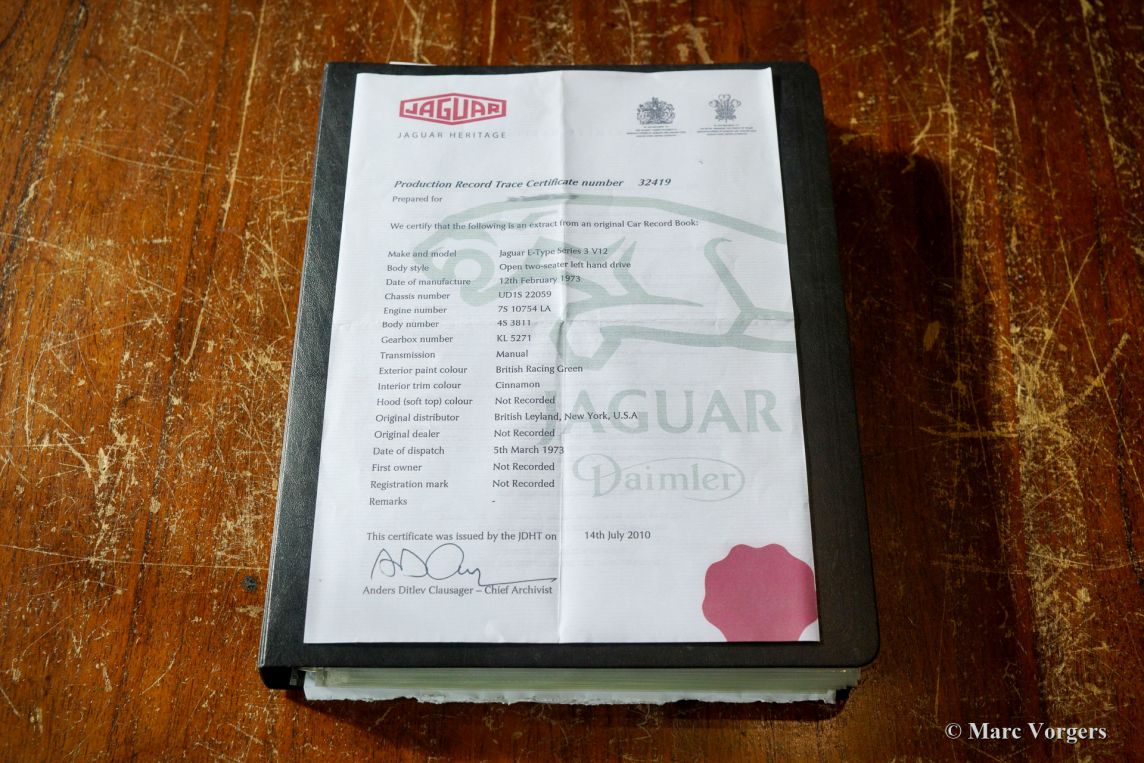 JAGUAR
JAGUAR HERITAGE
Production Record Trace Certificate number 32419
Prepared for
We certify that the following is an extract from an original Car Record Book:
Make and model Jaguar E-Type Series 3 V12
Body style Open two-seater left hand drive
Date of manufacture 12th February 1973
Chassis number UD1S 22059
Engine number 7S 10754 LA
Body number 4S 3811
Gearbox number KL 5271
Transmission Manual
Exterior paint colour British Racing Green
Interior trim colour Cinnamon
Hood (soft top) colour Not Recorded
Original distributor British Leyland, New York, U.S.A
Original dealer Not Recorded
Date of dispatch 5th March 1973
First owner Not Recorded
Registration mark Not Recorded
Remarks -
JAGUAR
Daimler
This certificate was issued by the JDHT on 14th July 2010
Anders Ditlev Clausager – Chief Archivist
© Marc Vorgers